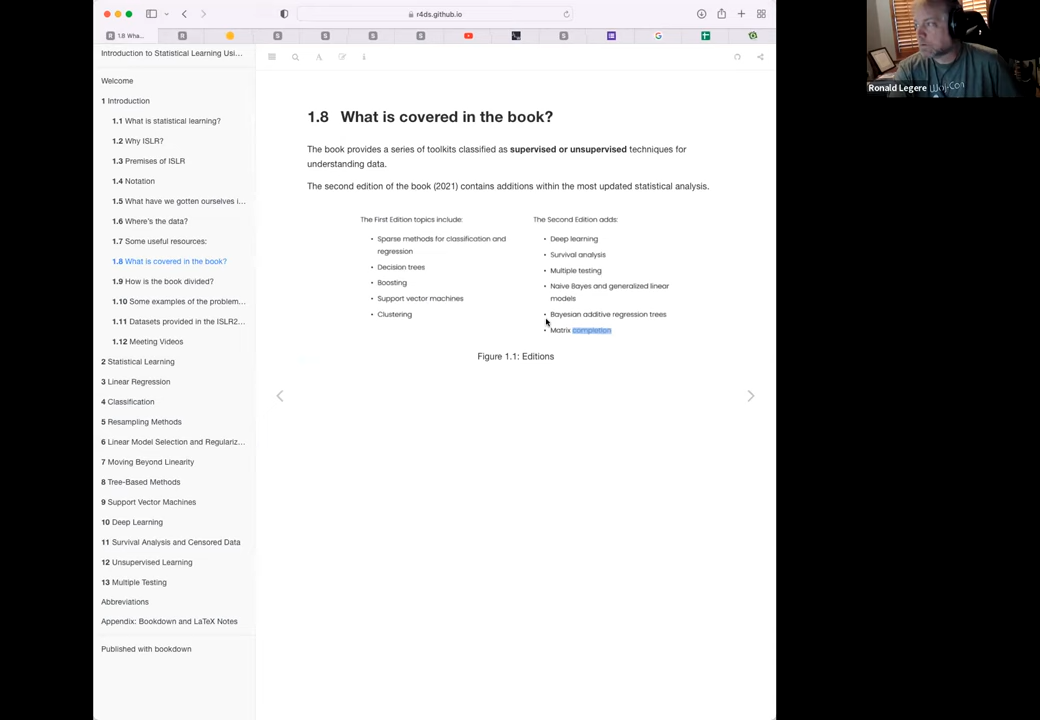 r4ds.github.io
1.8 Wha...
Introduction to Statistical Learning Usi...
Welcome
1 Introduction
1.1 What is statistical learning?
1.2 Why ISLR?
1.3 Premises of ISLR
1.4 Notation
1.5 What have we gotten ourselves i...
1.6 Where's the data?
1.7 Some useful resources:
1.8 What is covered in the book?
1.9 How is the book divided?
1.10 Some examples of the problem...
1.11 Datasets provided in the ISLR2...
1.12 Meeting Videos
2 Statistical Learning
3 Linear Regression
4 Classification
5 Resampling Methods
6 Linear Model Selection and Regulariz...
7 Moving Beyond Linearity
8 Tree-Based Methods
9 Support Vector Machines
10 Deep Learning
11 Survival Analysis and Censored Data
12 Unsupervised Learning
13 Multiple Testing
Abbreviations
Appendix: Bookdown and LaTeX Notes
Published with bookdown
1.8 What is covered in the book?
The book provides a series of toolkits classified as supervised or unsupervised techniques for
understanding data.
The second edition of the book (2021) contains additions within the most updated statistical analysis.
The First Edition topics include:
• Sparse methods for classification and
regression
• Decision trees
• Boosting
• Support vector machines
• Clustering
The Second Edition adds:
• Deep learning
• Survival analysis
• Multiple testing
• Naive Bayes and generalized linear
models
• Bayesian additive regression trees
• Matrix completion
Figure 1.1: Editions
Ronald Legere